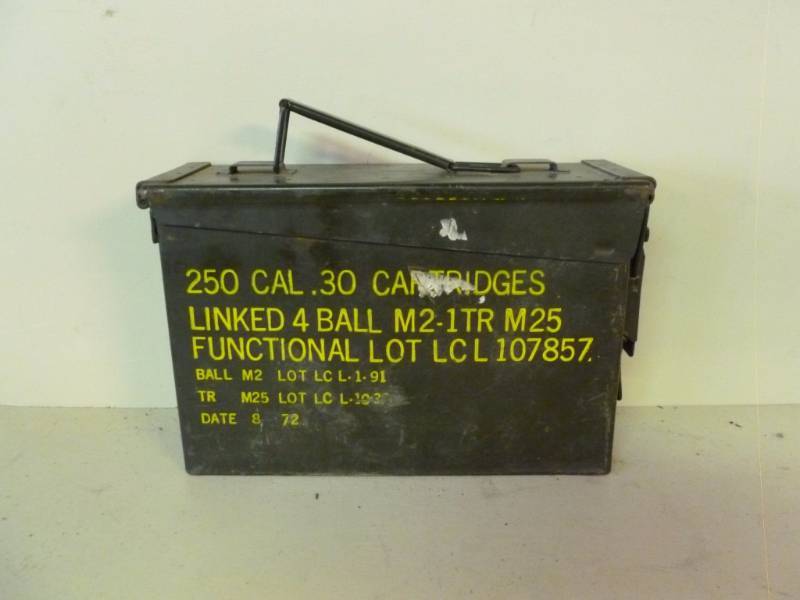 250 CAL .30 CARTRIDGES
LINKED 4 BALL M2-1TR M25
FUNCTIONAL LOT LC L 107857.
BALL M2 LOT LC L-1-91
TR M25 LOT LC
DATE 8 72